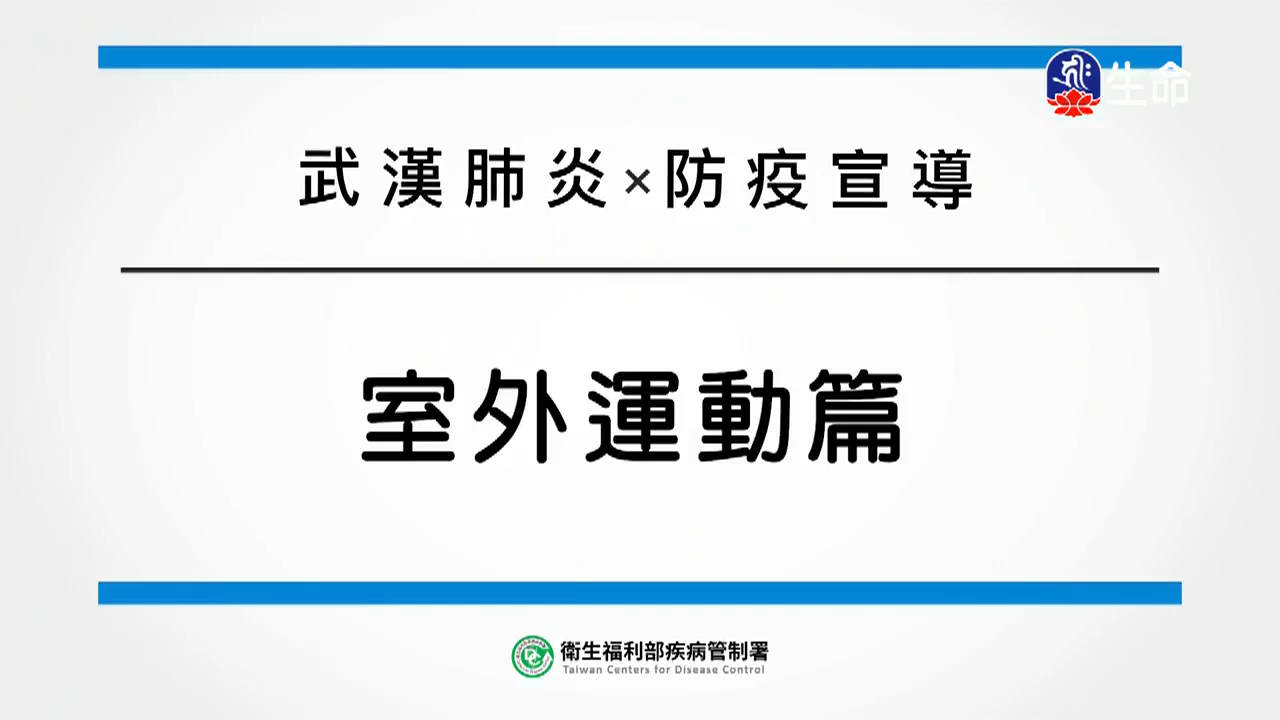 生命
武漢肺炎×防疫宣導
室外運動篇
衛生福利部疾病管制署
Taiwan Centers for Disease Control